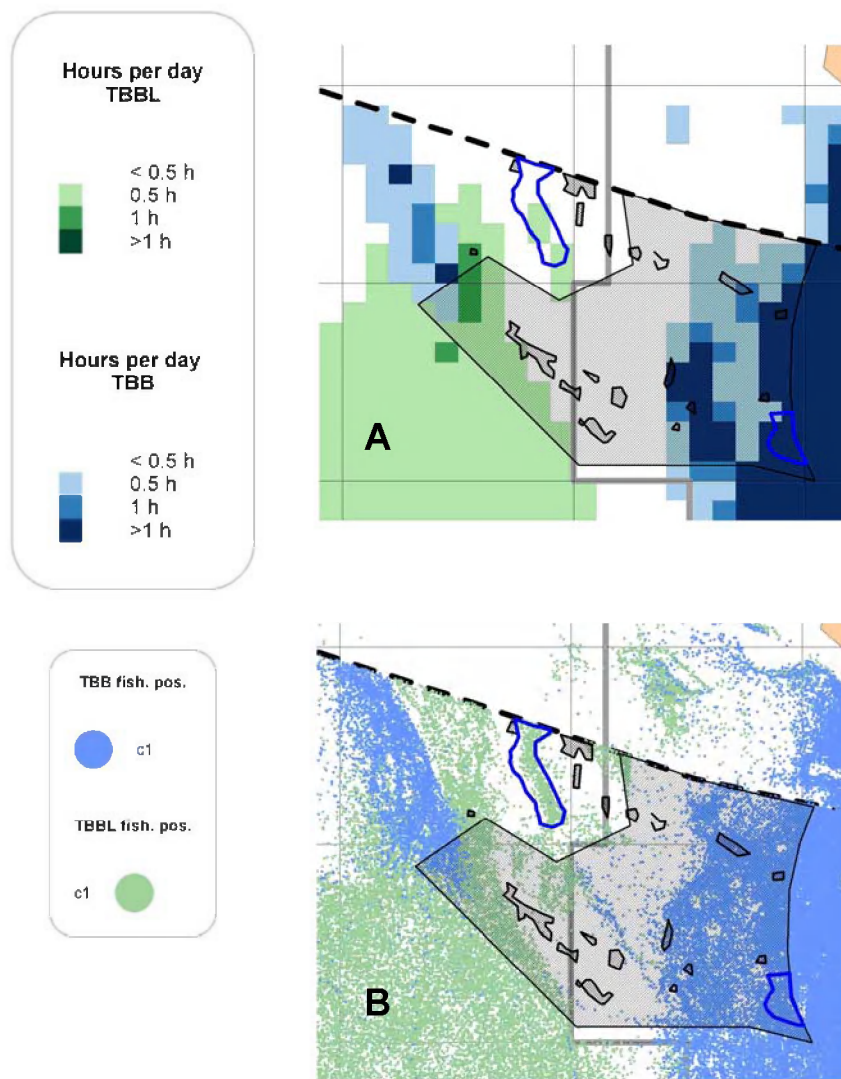 Hours per day
TBBL
< 0.5 h
0.5 h
1 h
>1 h
Hours per day
TBB
< 0.5 h
0.5 h
1 h
>1 h
A
TBB fish. pos.
c1
TBBL fish. pos.
c1
B